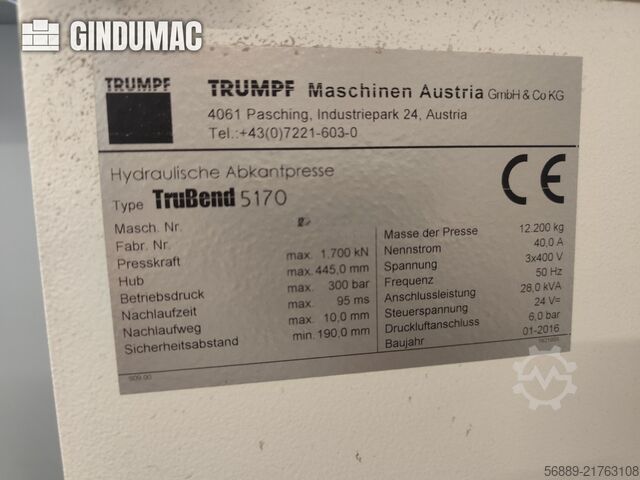 GINDUMAC
TRUMPF
TRUMPF Maschinen Austria GmbH & Co KG
4061 Pasching, Industriepark 24, Austria
Tel.:+43(0)7221-603-0
Hydraulische Abkantpresse
Type TruBend 5170
CE
Masch. Nr.
Fabr. Nr.
Presskraft max. 1.700 kN
Hub max. 445,0 mm
Betriebsdruck max. 300 bar
Nachlaufzeit max. 95 ms
Nachlaufweg max. 10,0 mm
Sicherheitsabstand min. 190,0 mm
Masse der Presse 12.200 kg
Nennstrom 40,0 A
Spannung 3x400 V
Frequenz 50 Hz
Anschlussleistung 28,0 kVA
Steuerspannung 24 V=
Druckluftanschluss 6,0 bar
Baujahr 01-2016
509.00
56889-21763108